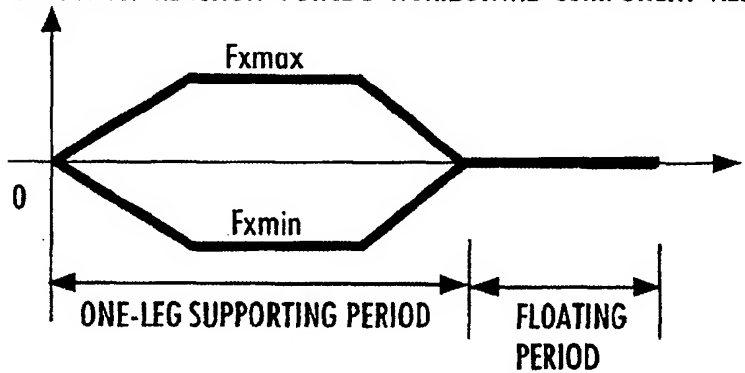 Fxmax
0
Fxmin
ONE-LEG SUPPORTING PERIOD
FLOATING
PERIOD